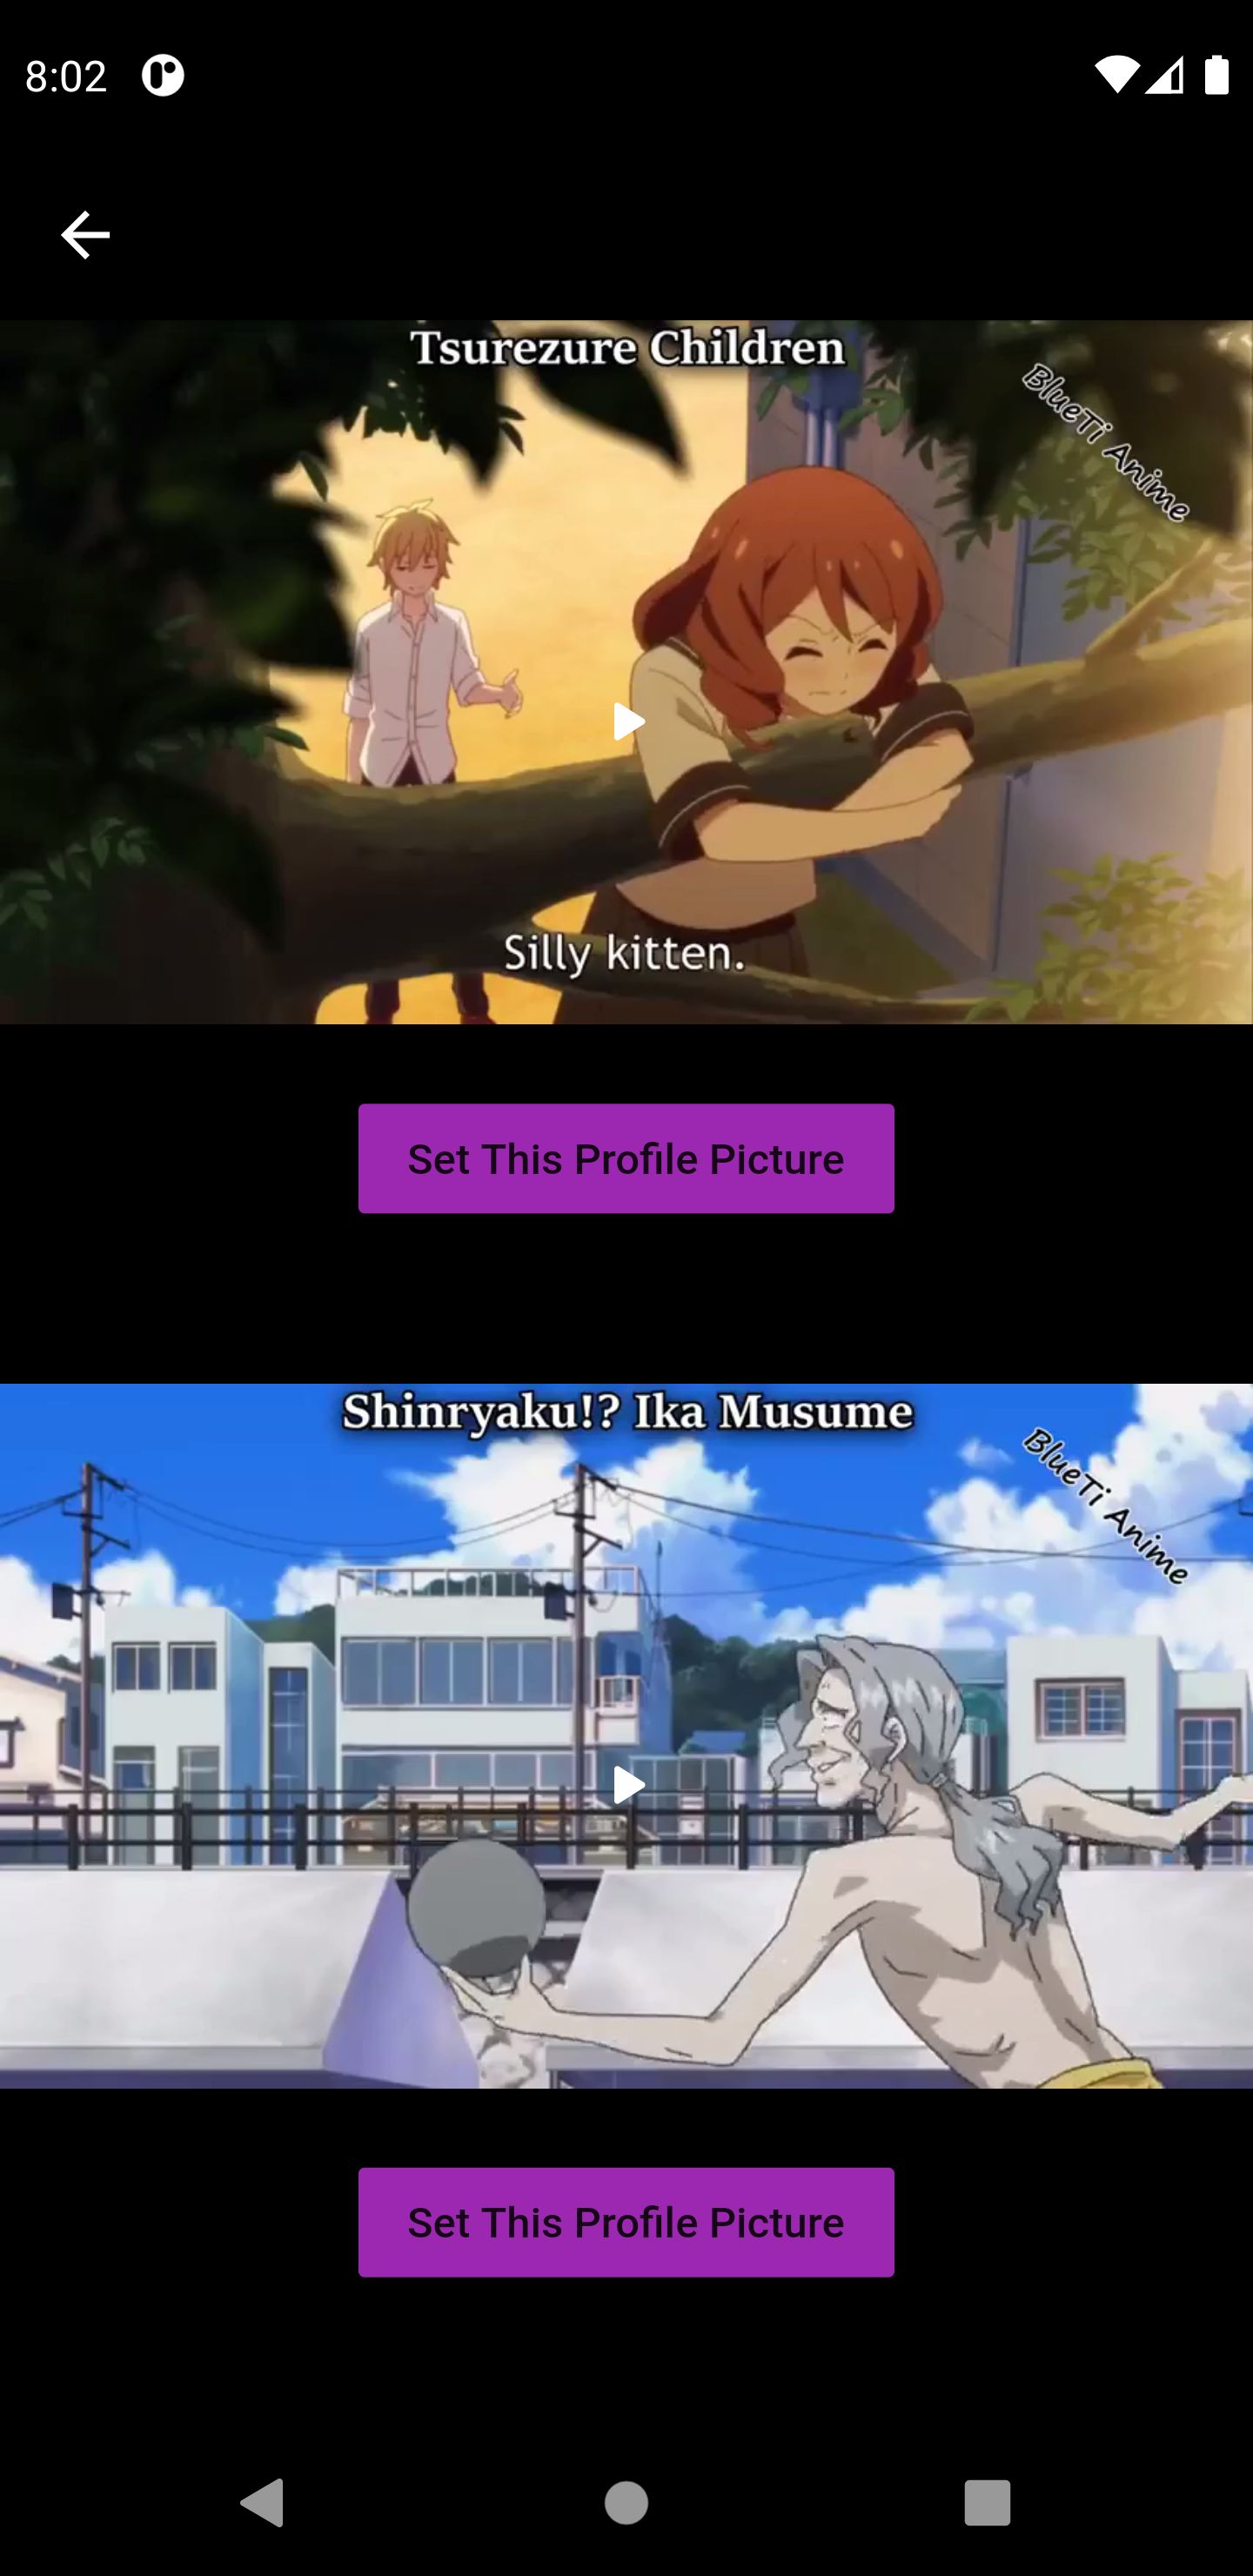 8:02
Tsurezure Children
BlueTi Anime
Silly kitten.
Set This Profile Picture
Shinryaku!? Ika Musume
BlueTi Anime
Set This Profile Picture